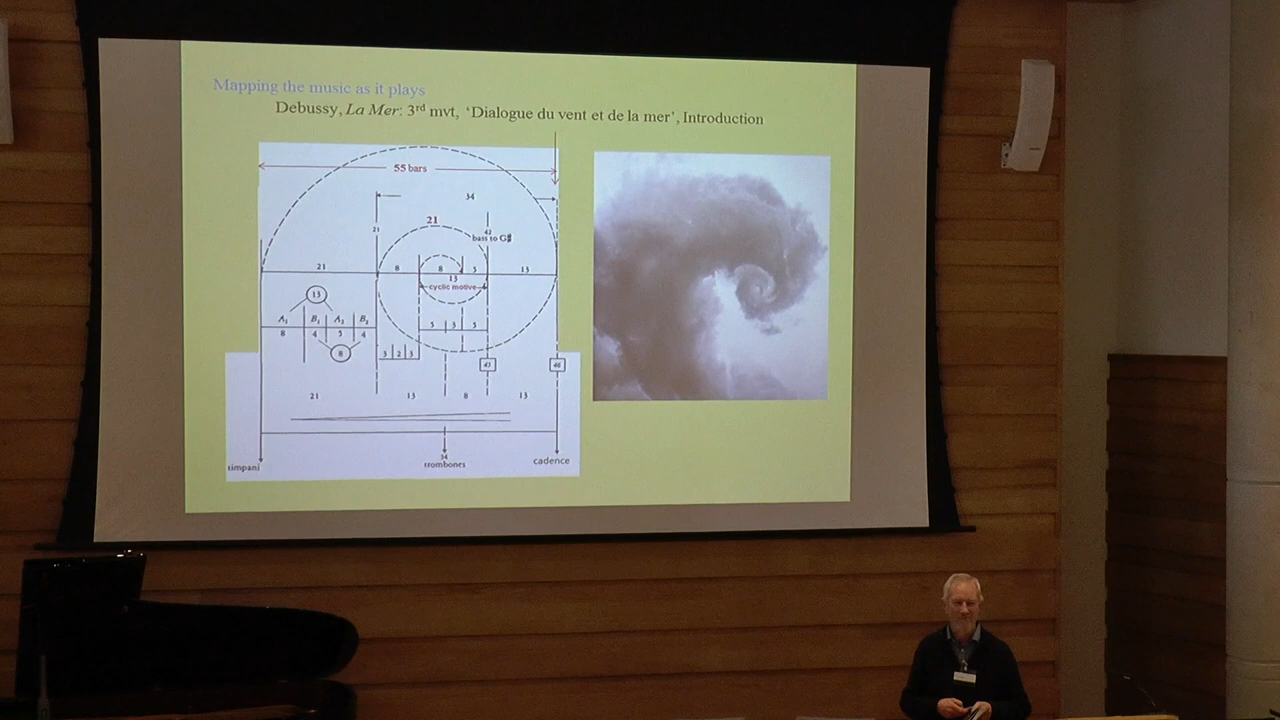 Mapping the music as it plays
Debussy, La Mer: 3rd mvt, 'Dialogue du vent et de la mer', Introduction
55 bars
34
21
21
42
bass to G#
21 8 8 5 13
13
cyclic motive
13
A1 B1 A2 B2
8 4 5 4
8
5 3 5
3 2 3
43 46
21 13 8 13
34
timpani trombones cadence